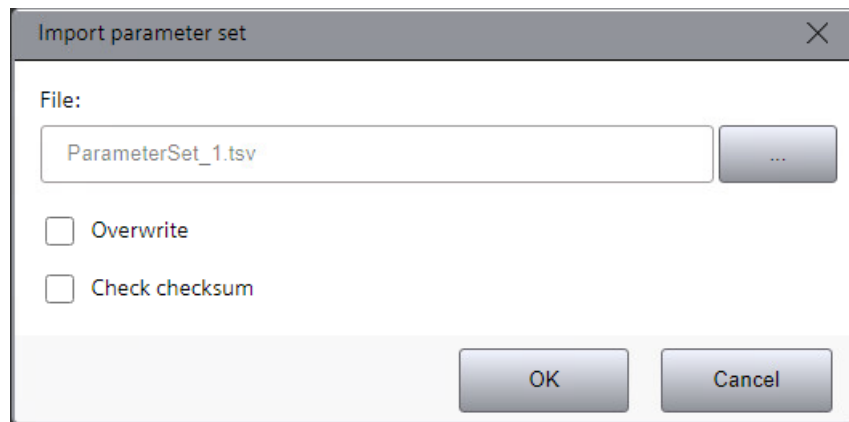 Import parameter set
File:
ParameterSet_1.tsv
...
Overwrite
Check checksum
OK
Cancel